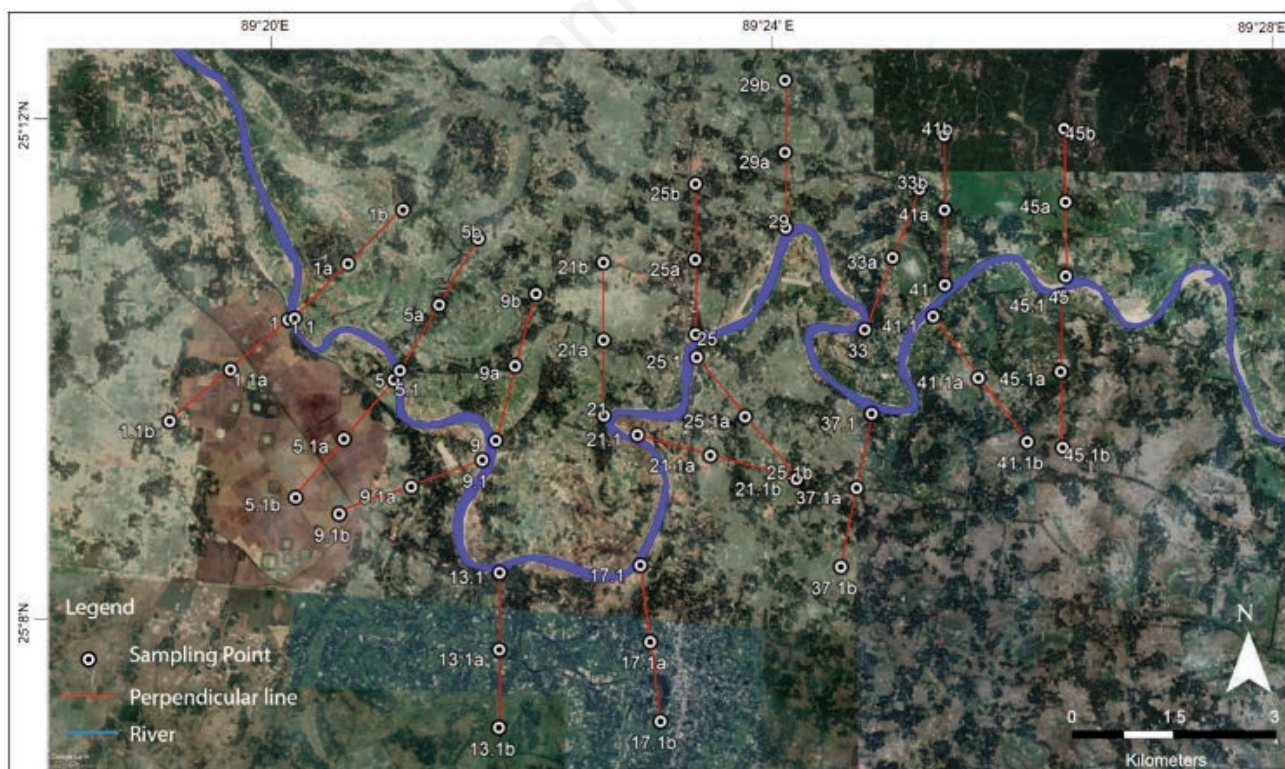 89°20'E 89°24' E 89°28'E
25°12'N
25°8'N
29b
41b
45b
25b
29a
33b
1b
41a
45a
5b
29
1a
21b
25a
33a
9b
41
45
45.1
5a
1 1.1
41.1
25
33
21a
25.1
1.1a
9a
5
5.1
41.1a
45.1a
1.1b
21
25.1a
37.1
5.1a
9
21.1
9.1
21.1a
25.1b
41.1b
45.1b
9.1a
21.1b
37.1a
5.1b
9.1b
13.1
17.1
37.1b
Legend
Sampling Point
Perpendicular line
River
13.1a
17.1a
13.1b
17.1b
N
0 1.5 3
Kilometers
Google Earth